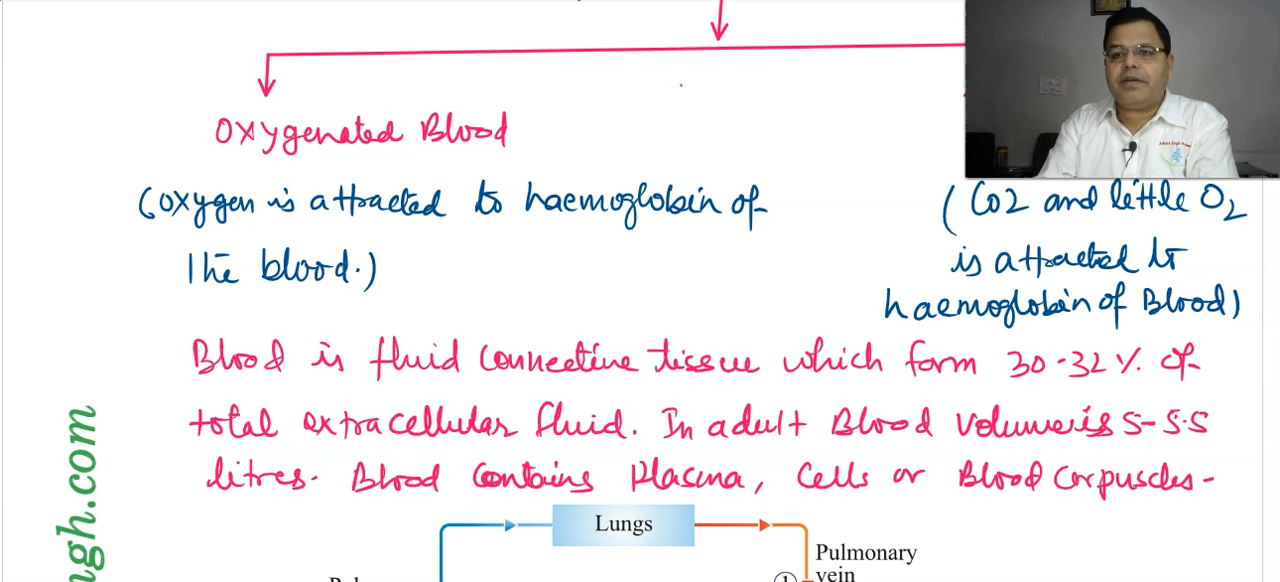 Oxygenated Blood
(oxygen is attracted to haemoglobin of
the blood.)
(CO2 and little O2
is attracted to
haemoglobin of Blood)
Blood is fluid connective tissue which form 30-32% of
total extracellular fluid. In adult Blood volume is 5-5.5
litres. Blood contains Plasma, Cells or Blood Corpuscles-
Lungs
Pulmonary
vein
1
ngh.com